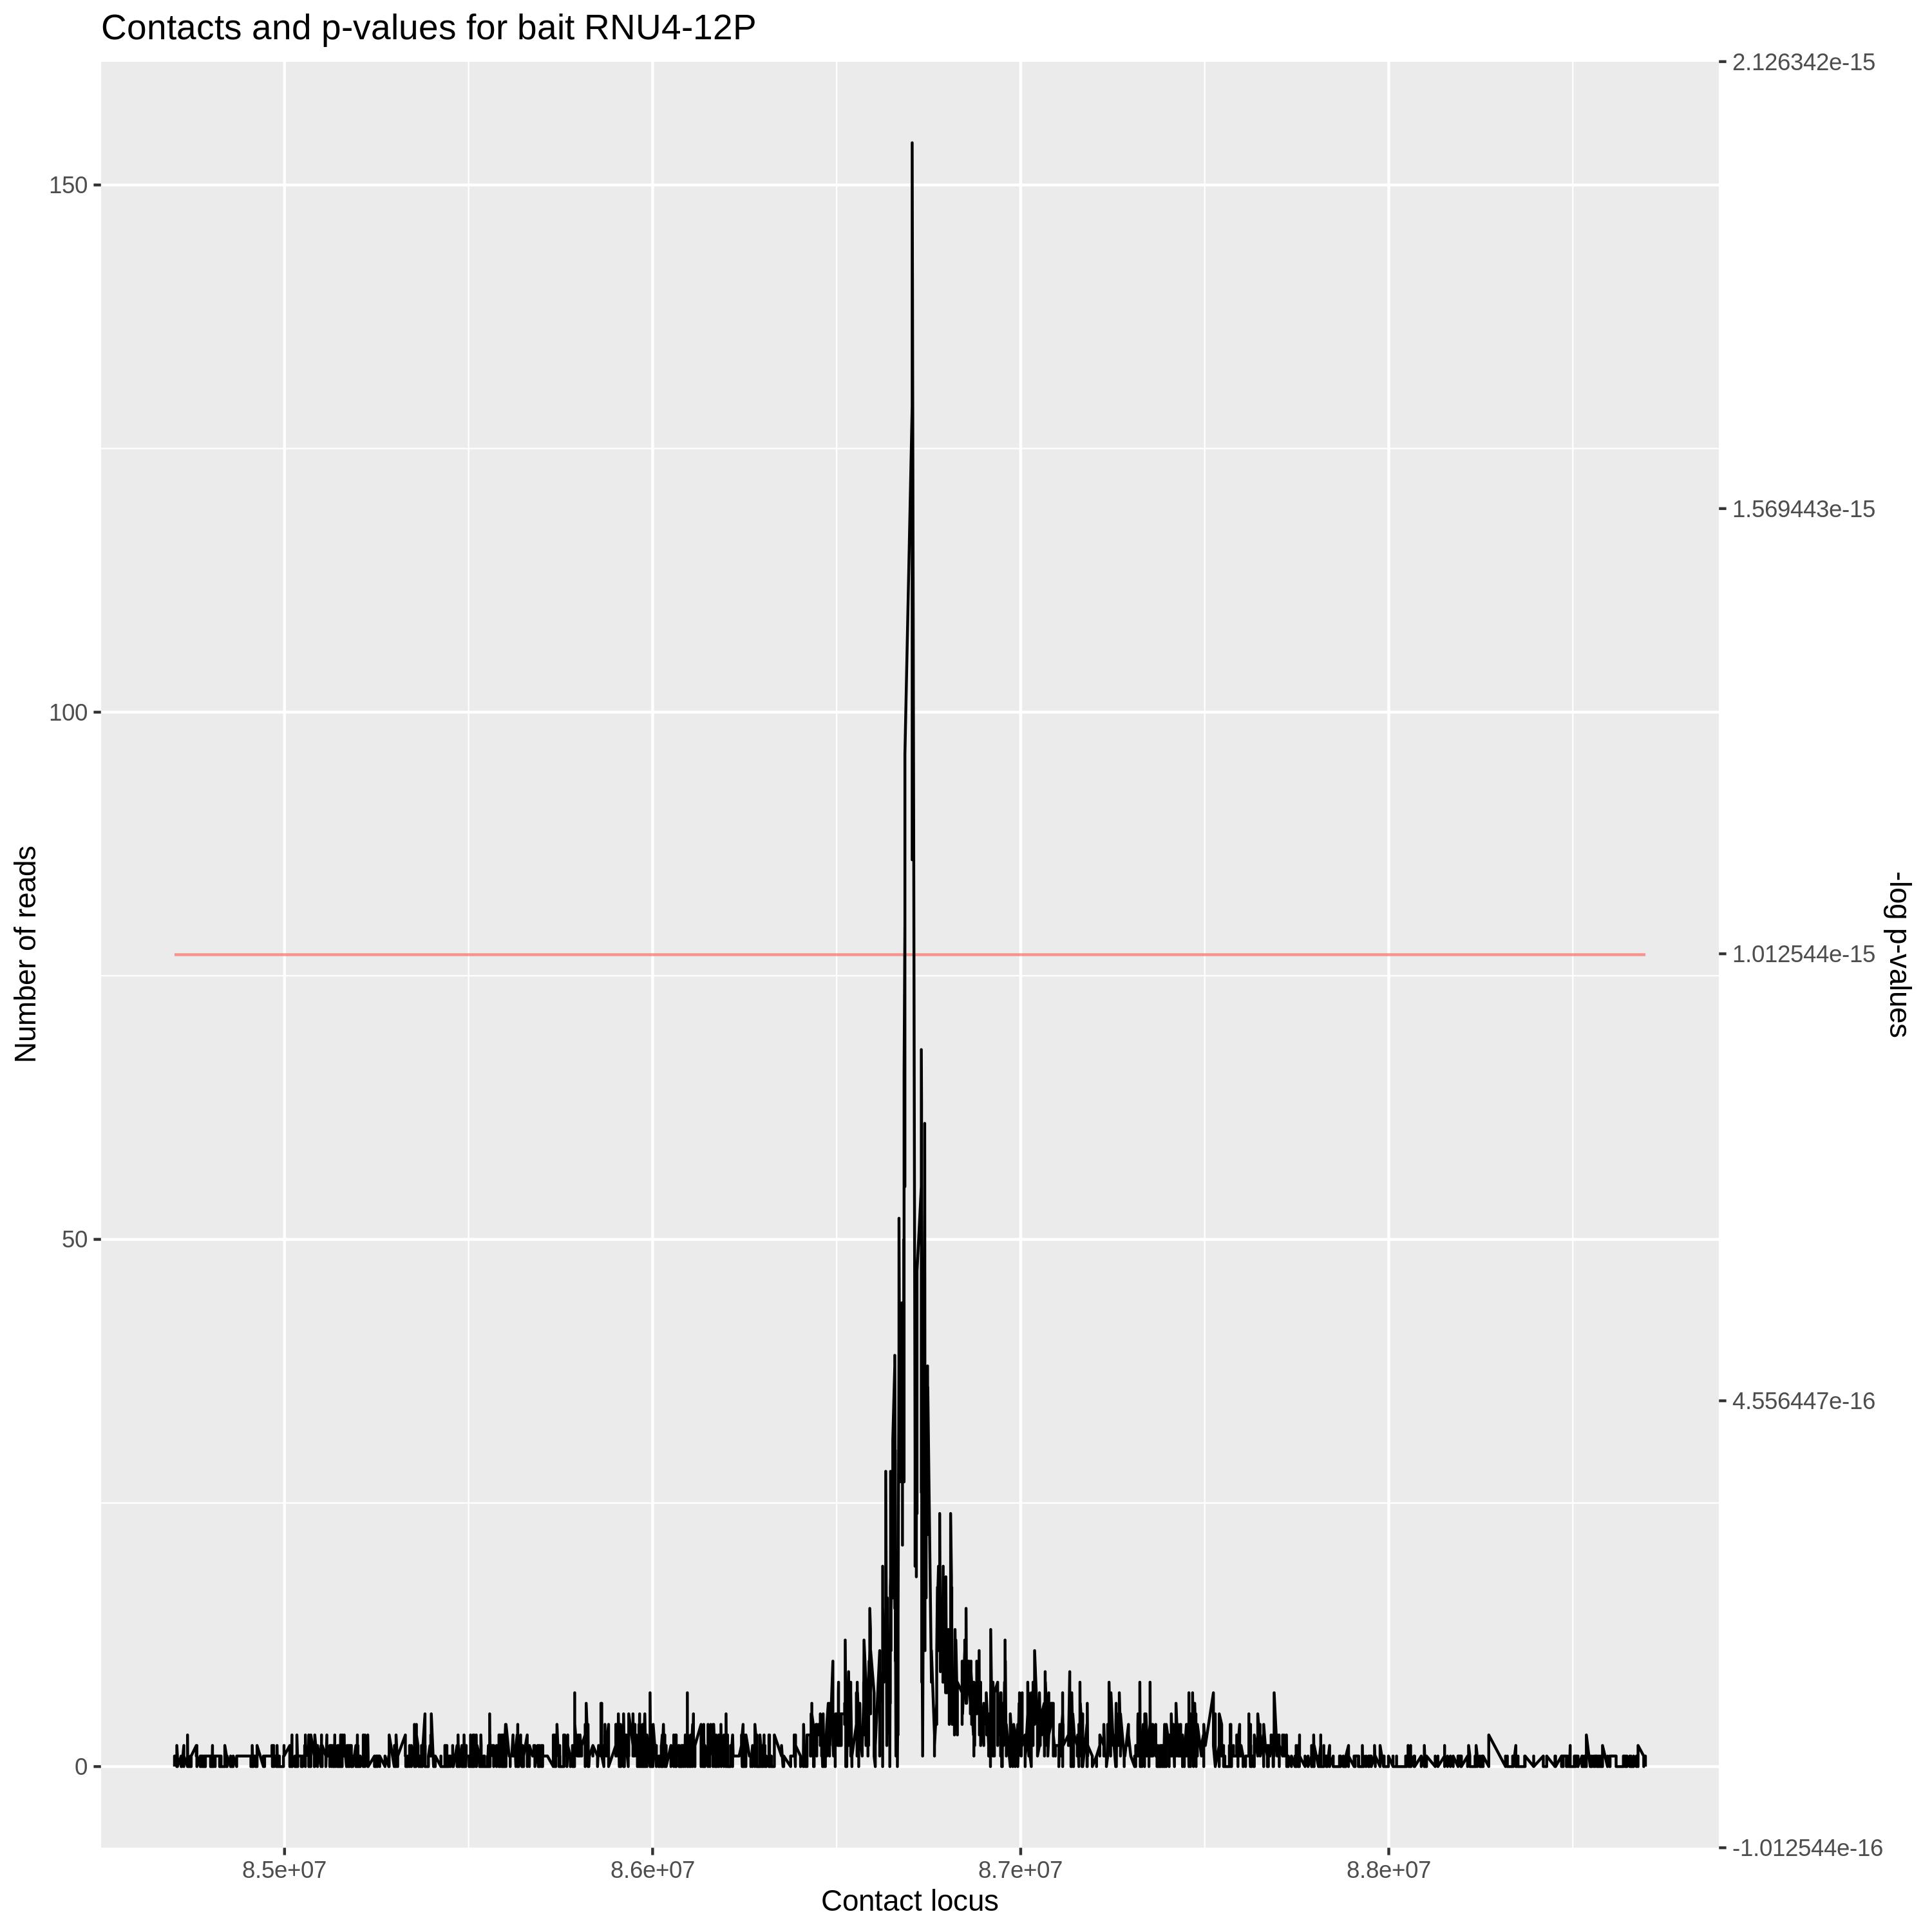 Contacts and p-values for bait RNU4-12P
Number of reads
150
100
50
0
2.126342e-15
1.569443e-15
1.012544e-15
4.556447e-16
-1.012544e-16
-log p-values
8.5e+07
8.6e+07
8.7e+07
8.8e+07
Contact locus